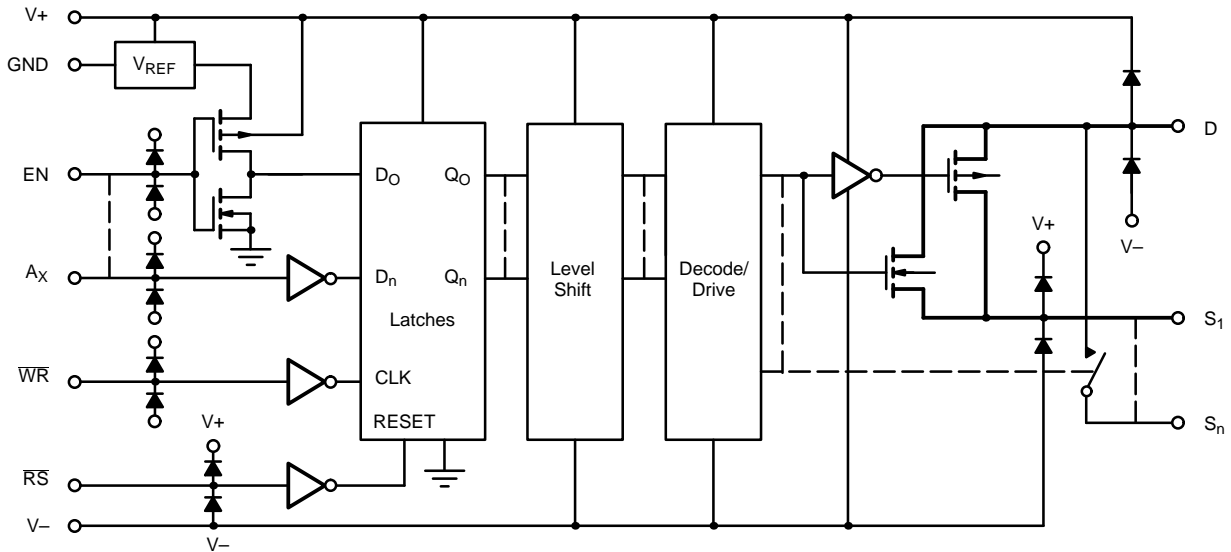 V+
GND
VREF
EN
AX
WR
RS
V–
DO
QO
Dn
Qn
Latches
CLK
RESET
V+
V–
Level
Shift
Decode/
Drive
D
V–
V+
S1
Sn